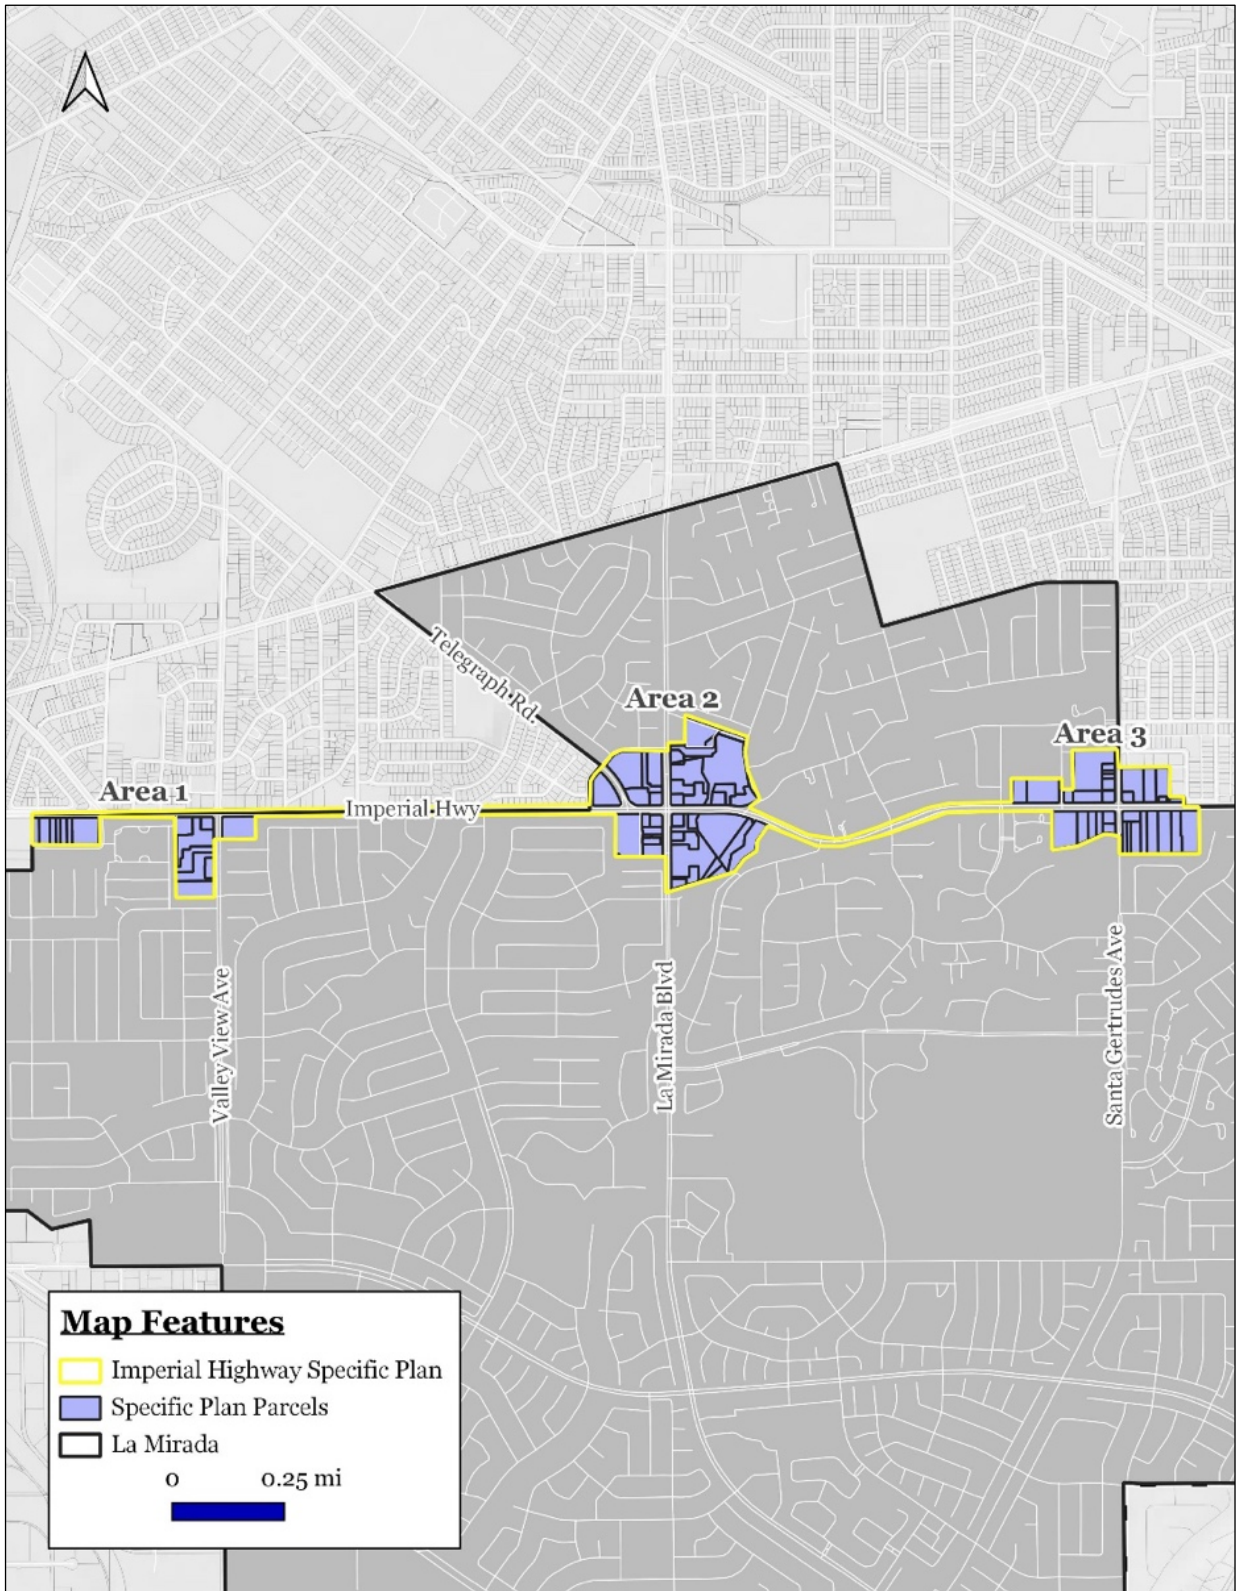 Telegraph Rd.
Area 2
Area 3
Area 1
Imperial Hwy
Valley View Ave
La Mirada Blvd
Santa Gertrudes Ave
Map Features
Imperial Highway Specific Plan
Specific Plan Parcels
La Mirada
0 0.25 mi